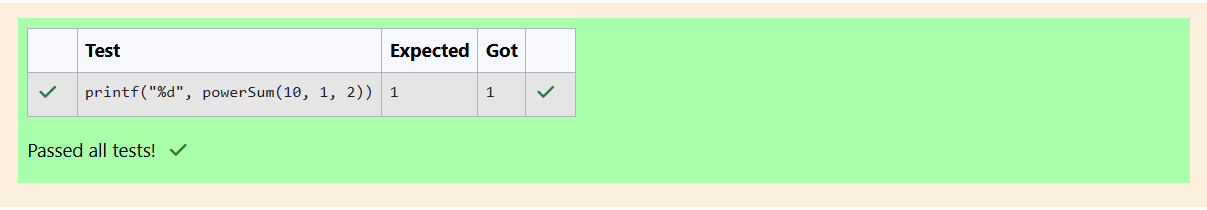 Test Expected Got
printf("%d", powerSum(10, 1, 2)) 1 1
Passed all tests!